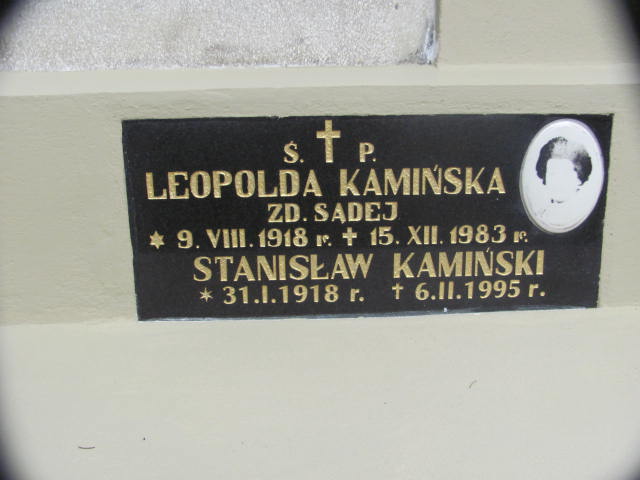 Ś. ✝ P.
LEOPOLDA KAMIŃSKA
ZD. SĄDEJ
* 9. VIII. 1918 r. ✝ 15. XII. 1983 r.
STANISŁAW KAMIŃSKI
* 31.I.1918 r. † 6.II.1995 r.